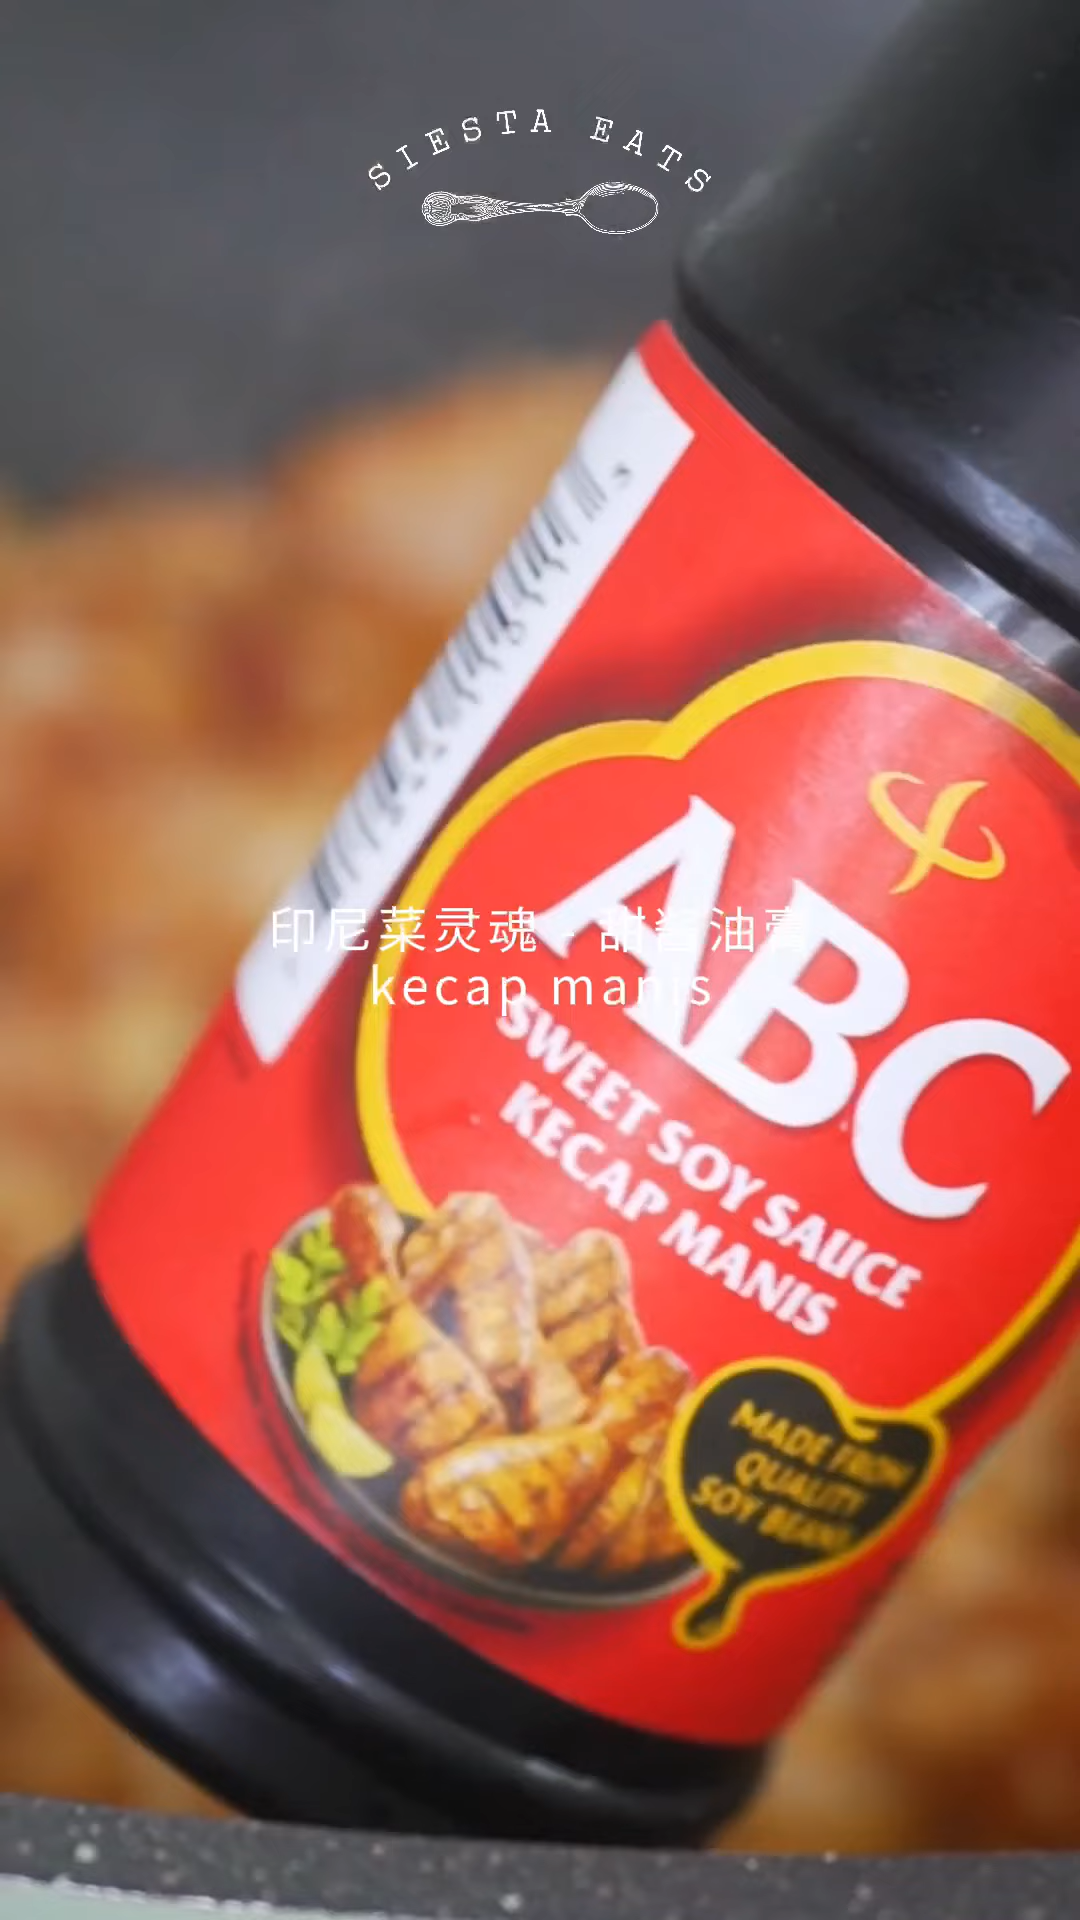 SIESTA EATS
印尼菜灵魂 - 甜酱油膏
kecap manis
ABC
SWEET SOY SAUCE
KECAP MANIS
MADE FROM
QUALITY
SOY BEANS